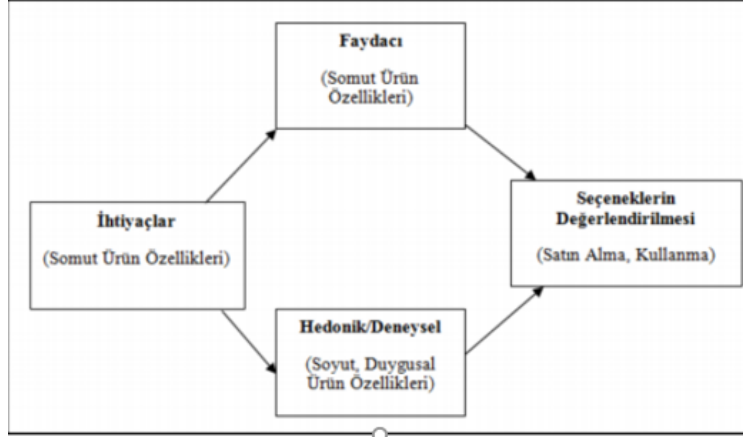 Faydacı
(Somut Ürün
Özellikleri)
İhtiyaçlar
(Somut Ürün Özellikleri)
Seçeneklerin
Değerlendirilmesi
(Satın Alma, Kullanma)
Hedonik/Deneysel
(Soyut, Duygusal
Ürün Özellikleri)